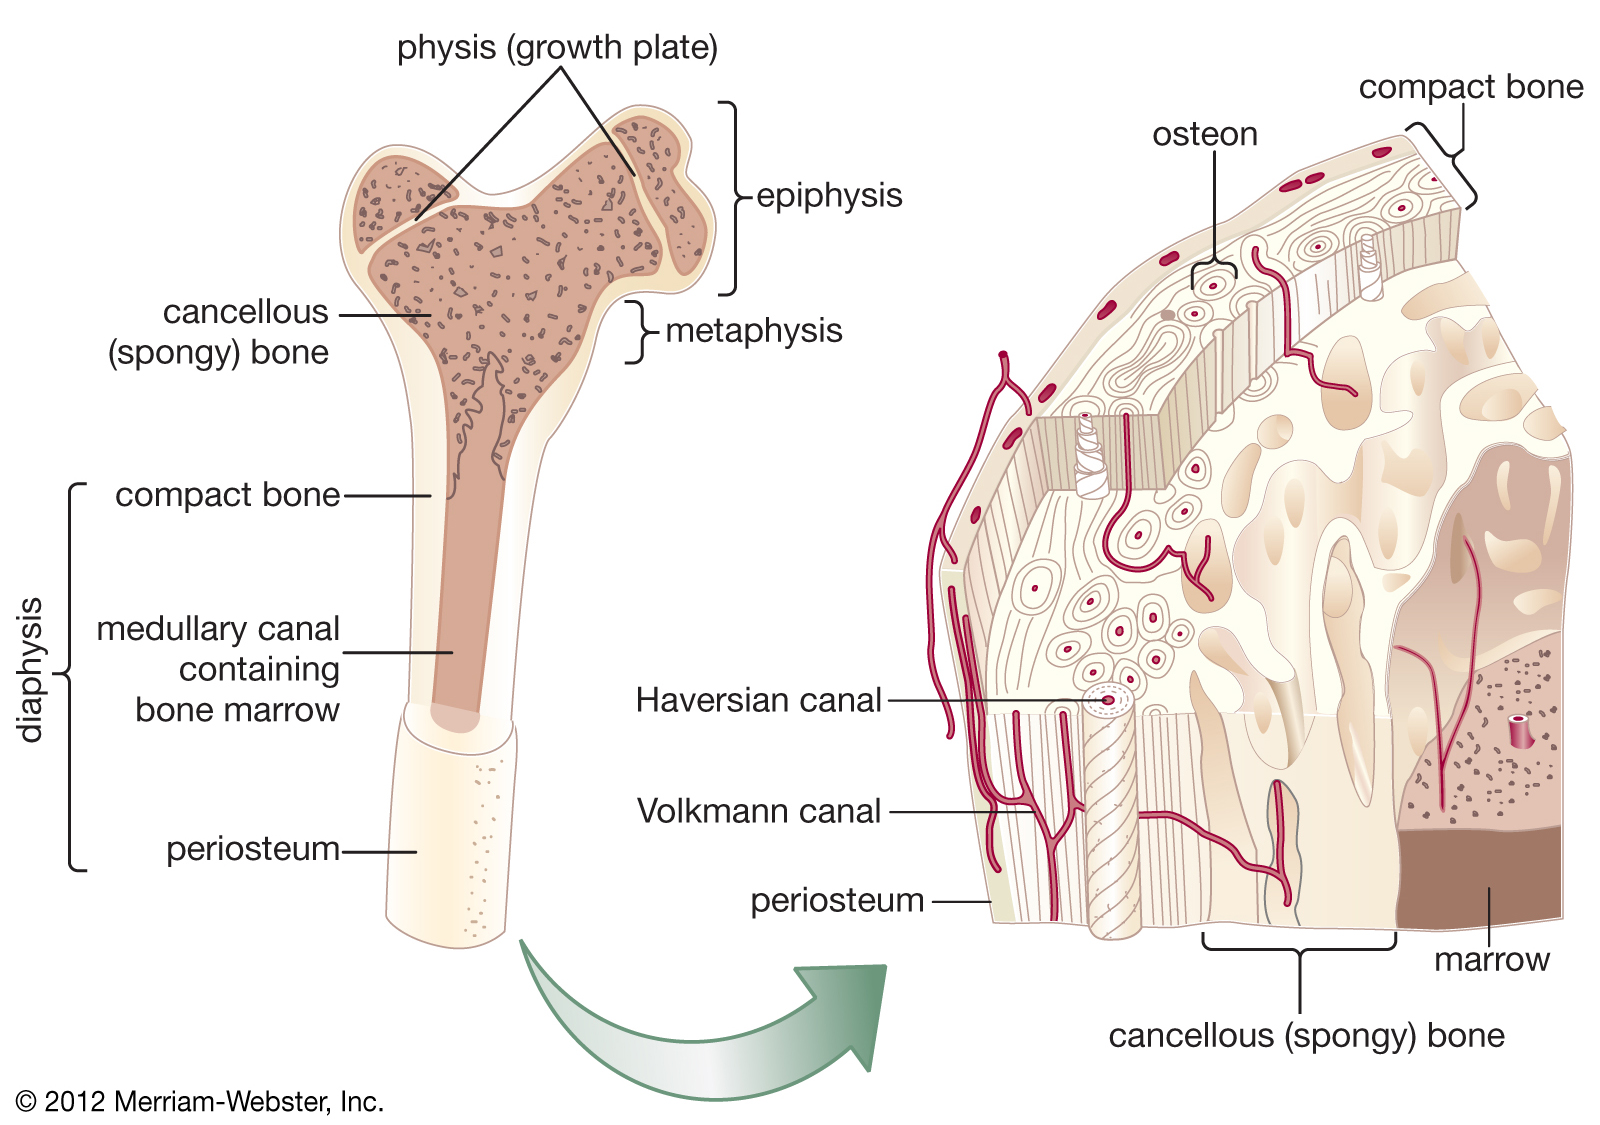 physis (growth plate)
epiphysis
cancellous
(spongy) bone
metaphysis
compact bone
diaphysis
medullary canal
containing
bone marrow
periosteum
compact bone
osteon
Haversian canal
Volkmann canal
periosteum
marrow
cancellous (spongy) bone
© 2012 Merriam-Webster, Inc.